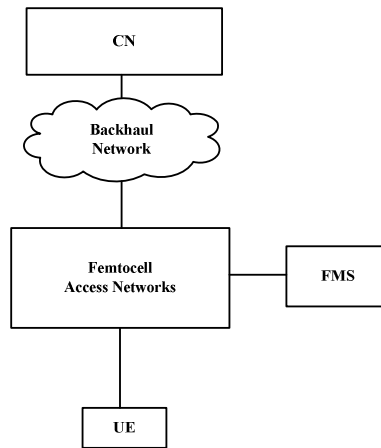 CN
Backhaul
Network
Femtocell
Access Networks
FMS
UE